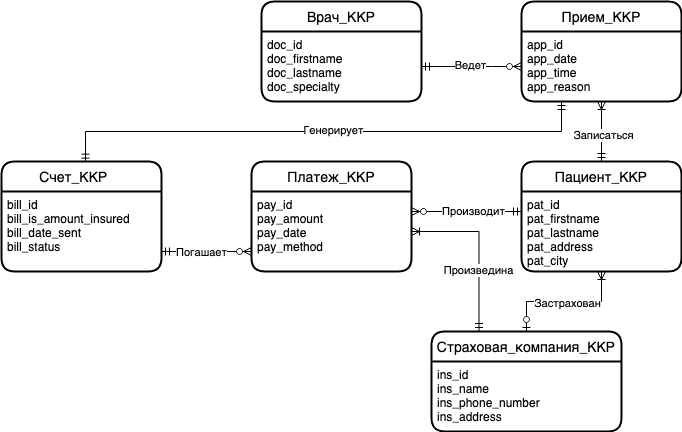 Врач_ККР
doc_id
doc_firstname
doc_lastname
doc_specialty
Ведет
Прием_ККР
app_id
app_date
app_time
app_reason
Генерирует
Записаться
Счет_ККР
bill_id
bill_is_amount_insured
bill_date_sent
bill_status
Погашает
Платеж_ККР
pay_id
pay_amount
pay_date
pay_method
Производит
Пациент_ККР
pat_id
pat_firstname
pat_lastname
pat_address
pat_city
Произведина
Застрахован
Страховая_компания_ККР
ins_id
ins_name
ins_phone_number
ins_address